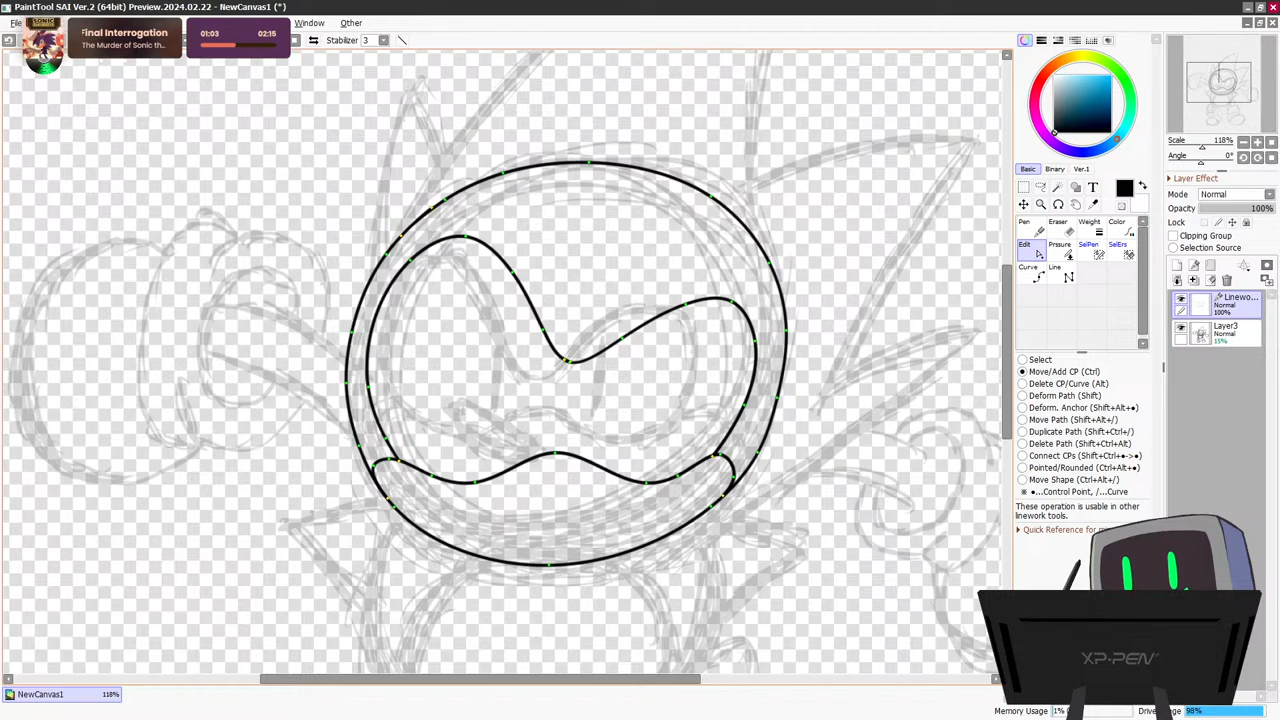 PaintTool SAI Ver.2 (64bit) Preview.2024.02.22 - NewCanvas1 (*)
Window
Other
Final Interrogation
The Murder of Sonic th...
01:03
02:15
SONIC
Stabilizer 3
Scale 118%
Angle 0°
Basic
Binary
Ver.1
Layer Effect
Mode Normal
Opacity 100%
Lock
Clipping Group
Selection Source
Pen
Eraser
Weight
Color
Edit
Prssure
SelPen
SelErs
Curve
Line
Linewo...
Normal
100%
Layer3
Normal
15%
Select
Move/Add CP (Ctrl)
Delete CP/Curve (Alt)
Deform Path (Shift)
Deform. Anchor (Shift+Alt+●)
Move Path (Shift+Alt+/)
Duplicate Path (Shift+Ctrl+/)
Delete Path (Shift+Ctrl+Alt)
Connect CPs (Shift+Ctrl+●->●)
Pointed/Rounded (Ctrl+Alt+●)
Move Shape (Ctrl+Alt+/)
※ ●...Control Point, /...Curve
These operation is usable in other
linework tools.
Quick Reference for
XP-PEN
NewCanvas1 118%
Memory Usage 1%
98%